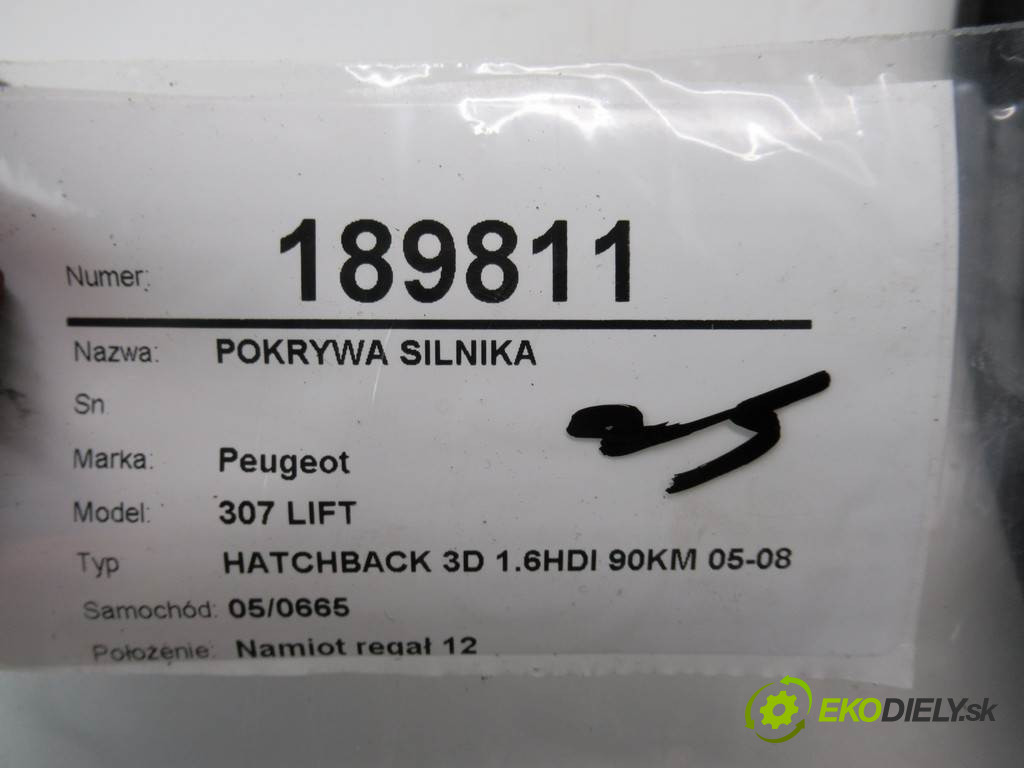 Numer: 189811
Nazwa: POKRYWA SILNIKA
Sn
Marka: Peugeot
Model: 307 LIFT
Typ HATCHBACK 3D 1.6HDI 90KM 05-08
Samochód: 05/0665
Położenie: Namiot regał 12
EKODIELY.sk